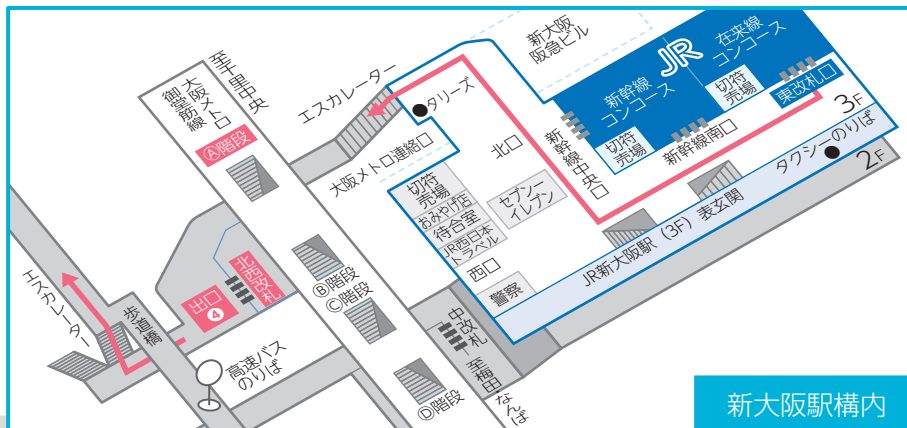 至千里中央
大阪メトロ
御堂筋線
Ⓐ階段
エスカレーター
大阪メトロ連絡口
●タリーズ
新大阪
阪急ビル
JR
新幹線
コンコース
在来線
コンコース
切符
売場
切符
売場
東改札口
3F
新幹線南口
新幹線中央口
北口
タクシーのりば
2F
切符
売場
おみやげ店
待合室
JR西日本
トラベル
セブンー
イレブン
西口
警察
JR新大阪駅（3F）表玄関
Ⓑ階段
Ⓒ階段
Ⓓ階段
中改札
至梅田
なんば
北西改札
出口
❹
エスカレーター
歩道橋
高速バス
のりば
新大阪駅構内